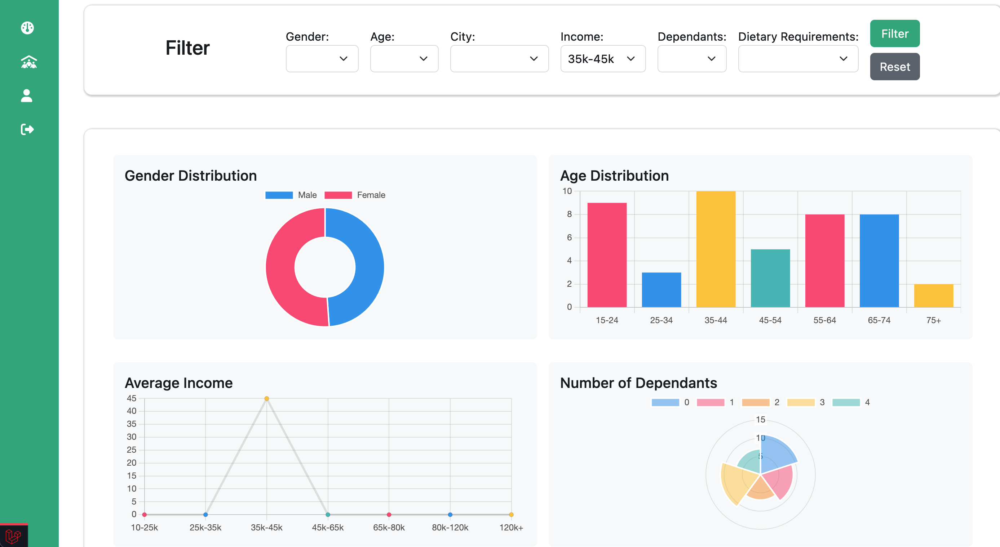 Filter
Gender:
Age:
City:
Income:
Dependants:
Dietary Requirements:
35k-45k
Filter
Reset
Gender Distribution
Male Female
Age Distribution
10
8
6
4
2
0
15-24 25-34 35-44 45-54 55-64 65-74 75+
Average Income
45
40
35
30
25
20
15
10
5
0
10-25k 25k-35k 35k-45k 45k-65k 65k-80k 80k-120k 120k+
Number of Dependants
0 1 2 3 4
15
10
5